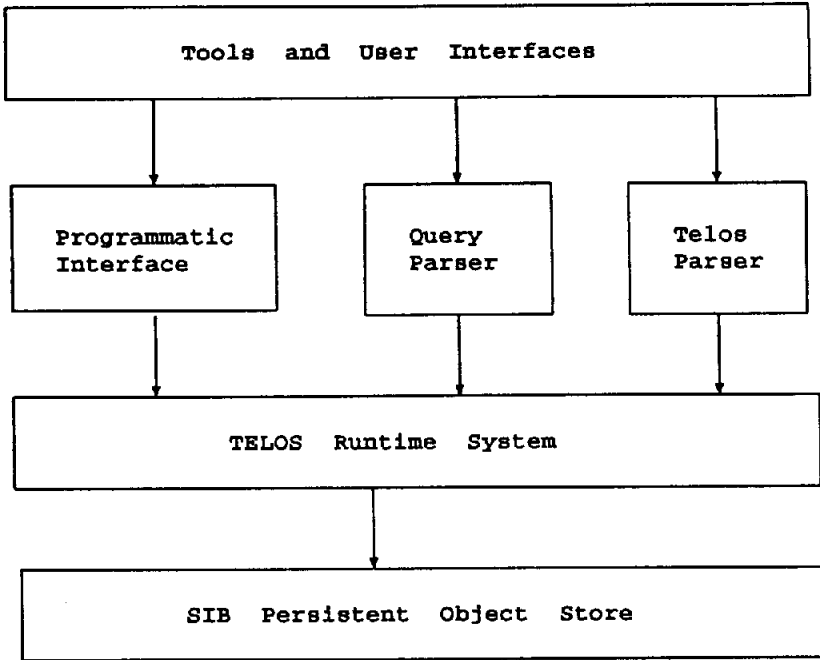 Tools and User Interfaces
Programmatic
Interface
Query
Parser
Telos
Parser
TELOS Runtime System
SIB Persistent Object Store